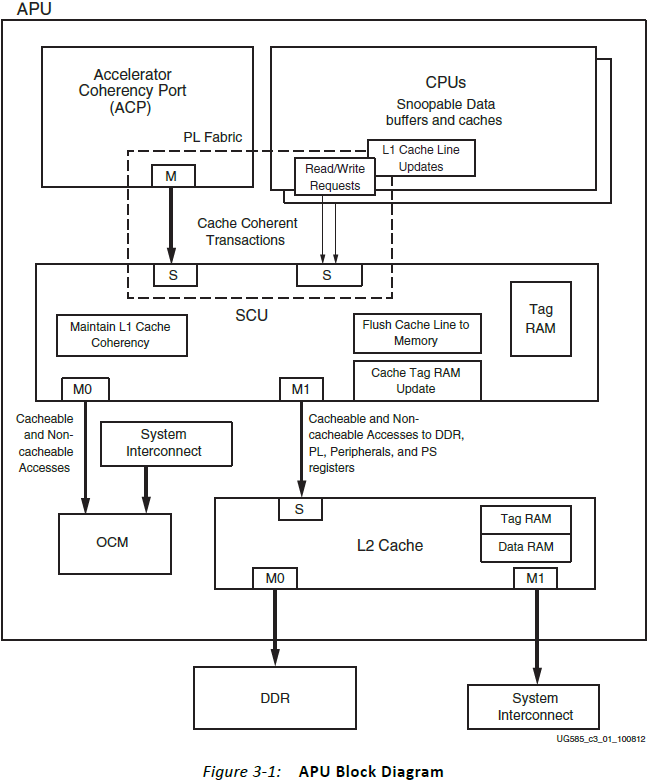 APU
Accelerator
Coherency Port
(ACP)
CPUs
Snoopable Data
buffers and caches
PL Fabric
L1 Cache Line
Updates
Read/Write
Requests
M
Cache Coherent
Transactions
S
S
SCU
Tag
RAM
Maintain L1 Cache
Coherency
Flush Cache Line to
Memory
Cache Tag RAM
Update
M0
M1
Cacheable
and Non-
cacheable
Accesses
System
Interconnect
Cacheable and Non-
cacheable Accesses to DDR,
PL, Peripherals, and PS
registers
OCM
S
L2 Cache
Tag RAM
Data RAM
M0
M1
DDR
System
Interconnect
UG585_c3_01_100812
Figure 3-1: APU Block Diagram